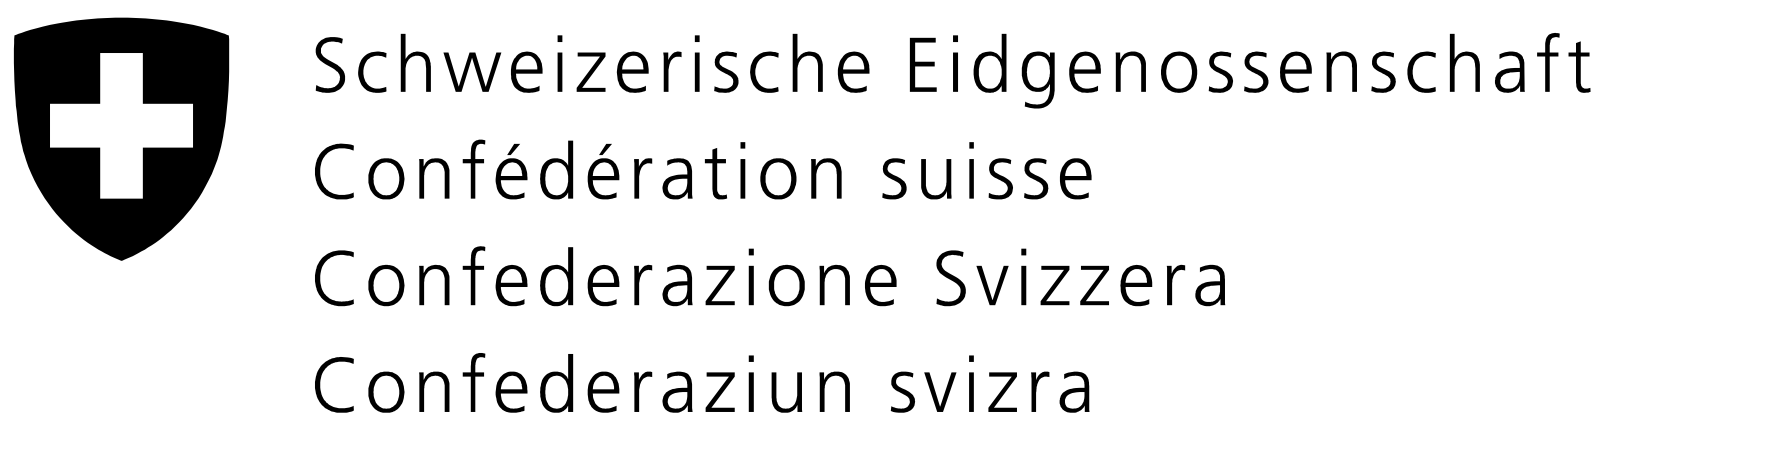 Schweizerische Eidgenossenschaft
Confédération suisse
Confederazione Svizzera
Confederaziun svizra